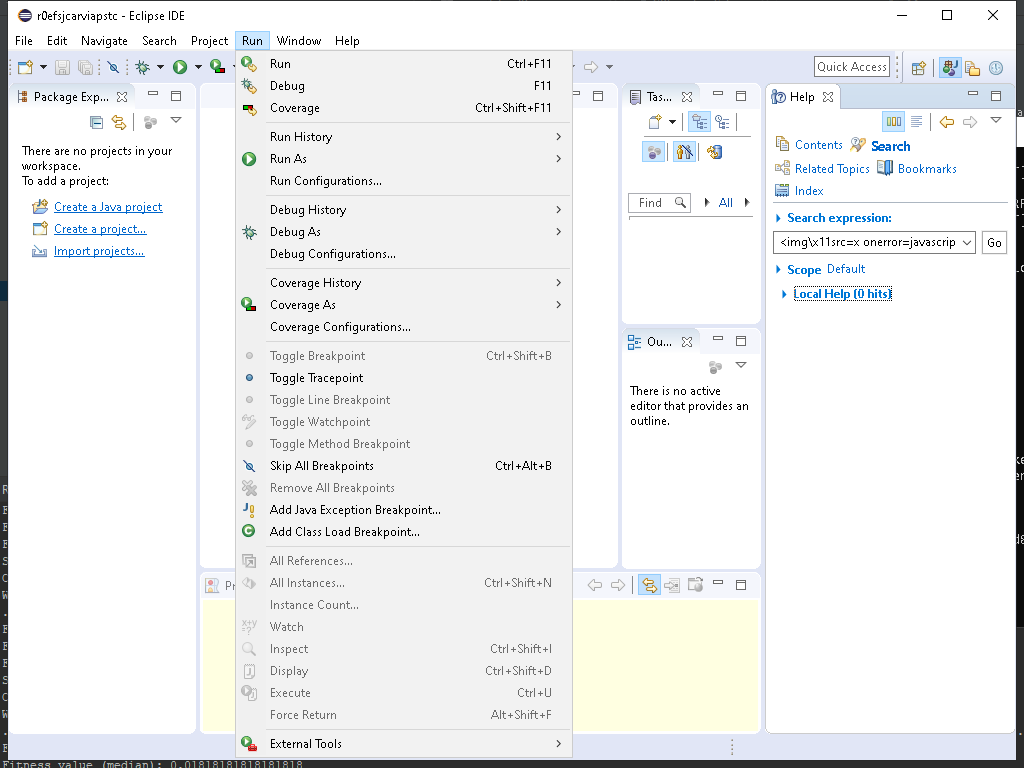 r0efsjcarviapstc - Eclipse IDE
File Edit Navigate Search Project Run Window Help
Quick Access
Package Exp...
There are no projects in your
workspace.
To add a project:
Create a Java project
Create a project...
Import projects...
Run Ctrl+F11
Debug F11
Coverage Ctrl+Shift+F11
Run History
Run As
Run Configurations...
Debug History
Debug As
Debug Configurations...
Coverage History
Coverage As
Coverage Configurations...
Toggle Breakpoint Ctrl+Shift+B
Toggle Tracepoint
Toggle Line Breakpoint
Toggle Watchpoint
Toggle Method Breakpoint
Skip All Breakpoints Ctrl+Alt+B
Remove All Breakpoints
Add Java Exception Breakpoint...
Add Class Load Breakpoint...
All References...
All Instances... Ctrl+Shift+N
Instance Count...
Watch
Inspect Ctrl+Shift+I
Display Ctrl+Shift+D
Execute Ctrl+U
Force Return Alt+Shift+F
External Tools
Pr
Tas...
Find All
Ou...
There is no active
editor that provides an
outline.
Help
Contents Search
Related Topics Bookmarks
Index
Search expression:
<img\x11src=x onerror=javascrip Go
Scope Default
Local Help (0 hits)
Fitness value (median): 0.01818181818181818